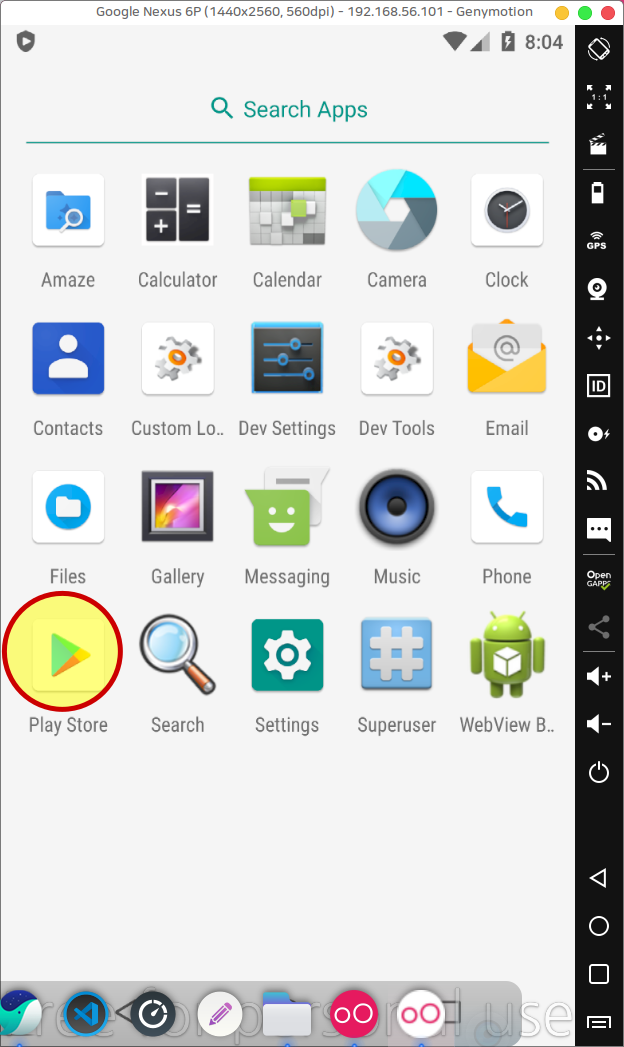 Google Nexus 6P (1440x2560, 560dpi) - 192.168.56.101 - Genymotion
8:04
Search Apps
1:1
Amaze
Calculator
Calendar
Camera
Clock
GPS
@
ID
Contacts
Custom Lo..
Dev Settings
Dev Tools
Email
Files
Gallery
Messaging
Music
Phone
Open
GAPPS
Play Store
Search
Settings
Superuser
WebView B..
free for personal use